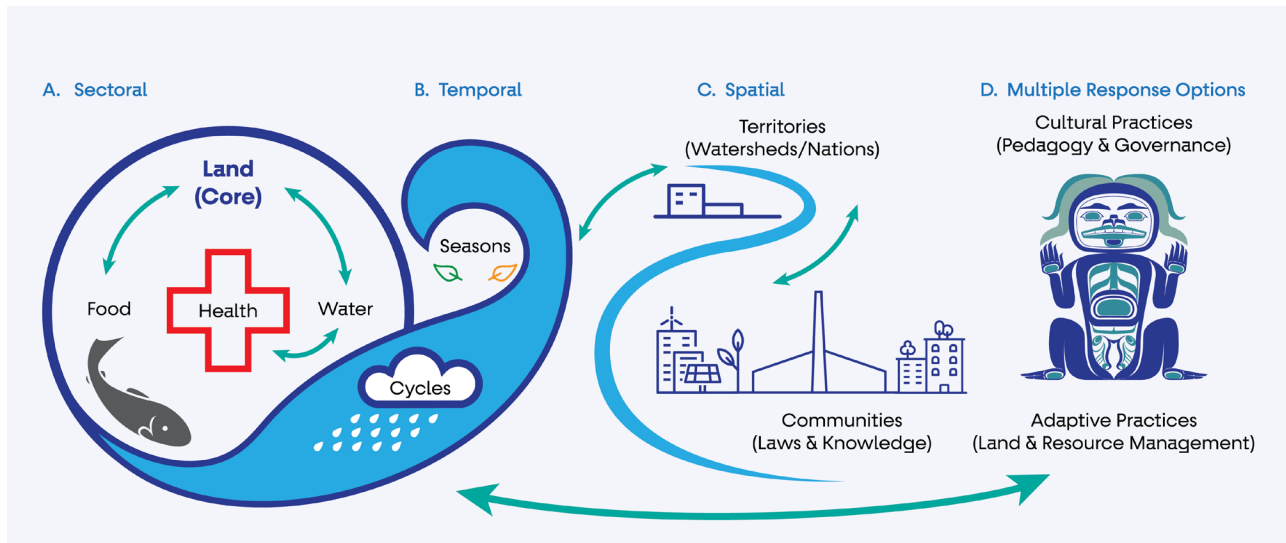 A. Sectoral
Land
(Core)
Food
Health
Water
B. Temporal
Seasons
Cycles
C. Spatial
Territories
(Watersheds/Nations)
Communities
(Laws & Knowledge)
D. Multiple Response Options
Cultural Practices
(Pedagogy & Governance)
Adaptive Practices
(Land & Resource Management)